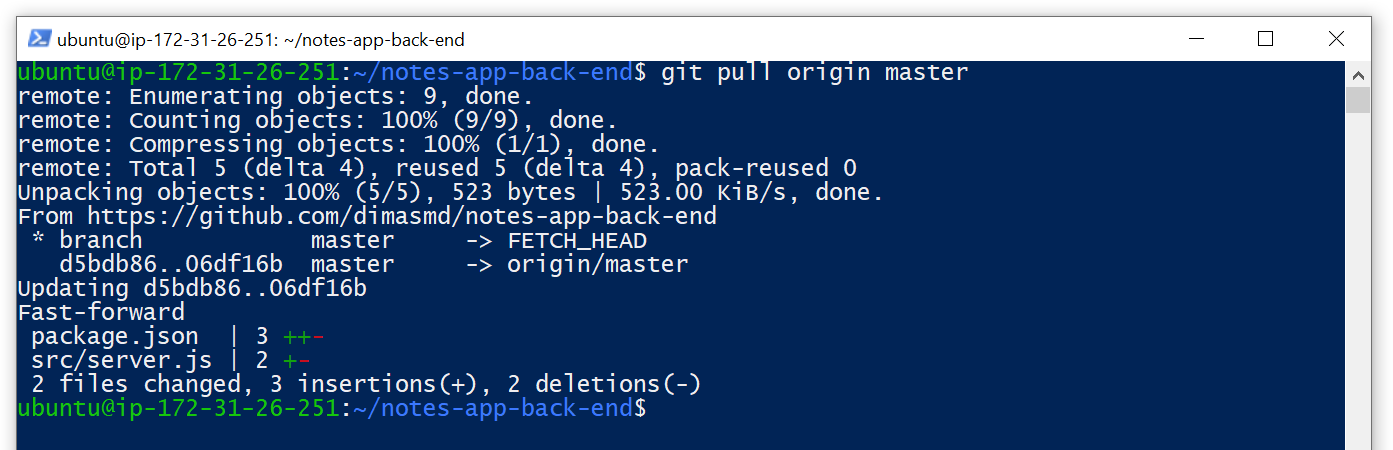 ubuntu@ip-172-31-26-251: ~/notes-app-back-end
ubuntu@ip-172-31-26-251:~/notes-app-back-end$ git pull origin master
remote: Enumerating objects: 9, done.
remote: Counting objects: 100% (9/9), done.
remote: Compressing objects: 100% (1/1), done.
remote: Total 5 (delta 4), reused 5 (delta 4), pack-reused 0
Unpacking objects: 100% (5/5), 523 bytes | 523.00 KiB/s, done.
From https://github.com/dimasmd/notes-app-back-end
 * branch            master     -> FETCH_HEAD
   d5bdb86..06df16b  master     -> origin/master
Updating d5bdb86..06df16b
Fast-forward
 package.json  | 3 ++-
 src/server.js | 2 +-
 2 files changed, 3 insertions(+), 2 deletions(-)
ubuntu@ip-172-31-26-251:~/notes-app-back-end$